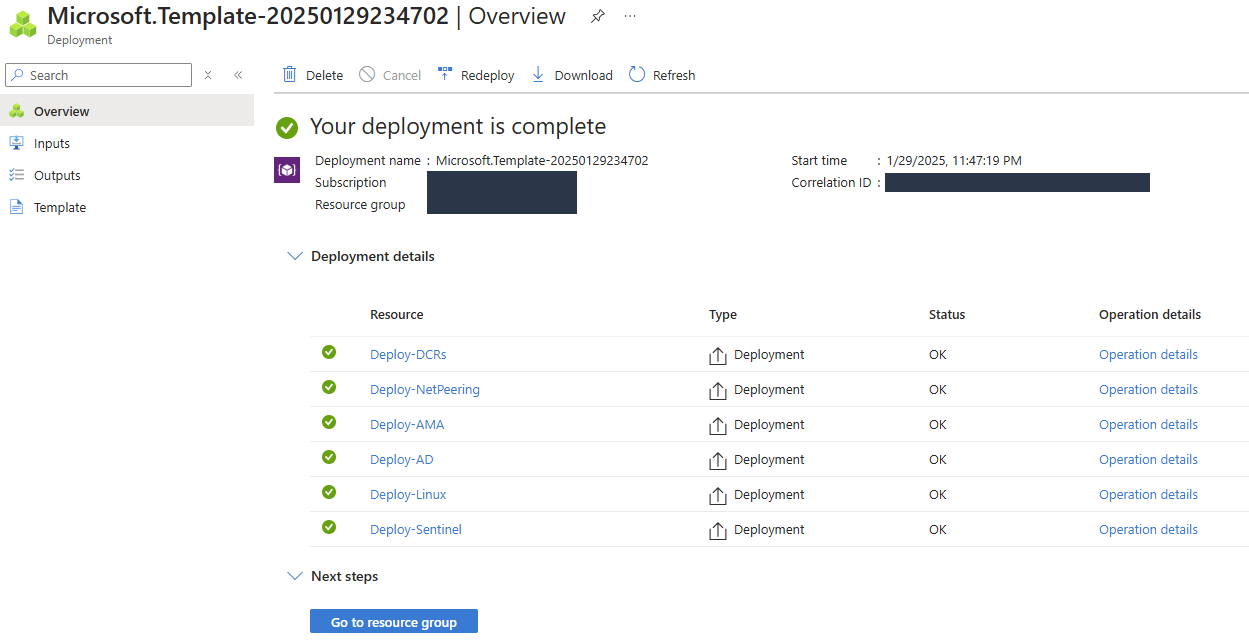 Microsoft.Template-20250129234702 | Overview
Deployment
Search
Delete Cancel Redeploy Download Refresh
Overview
Inputs
Outputs
Template
Your deployment is complete
Deployment name : Microsoft.Template-20250129234702
Subscription
Resource group
Start time : 1/29/2025, 11:47:19 PM
Correlation ID :
Deployment details
Resource Type Status Operation details
Deploy-DCRs Deployment OK Operation details
Deploy-NetPeering Deployment OK Operation details
Deploy-AMA Deployment OK Operation details
Deploy-AD Deployment OK Operation details
Deploy-Linux Deployment OK Operation details
Deploy-Sentinel Deployment OK Operation details
Next steps
Go to resource group